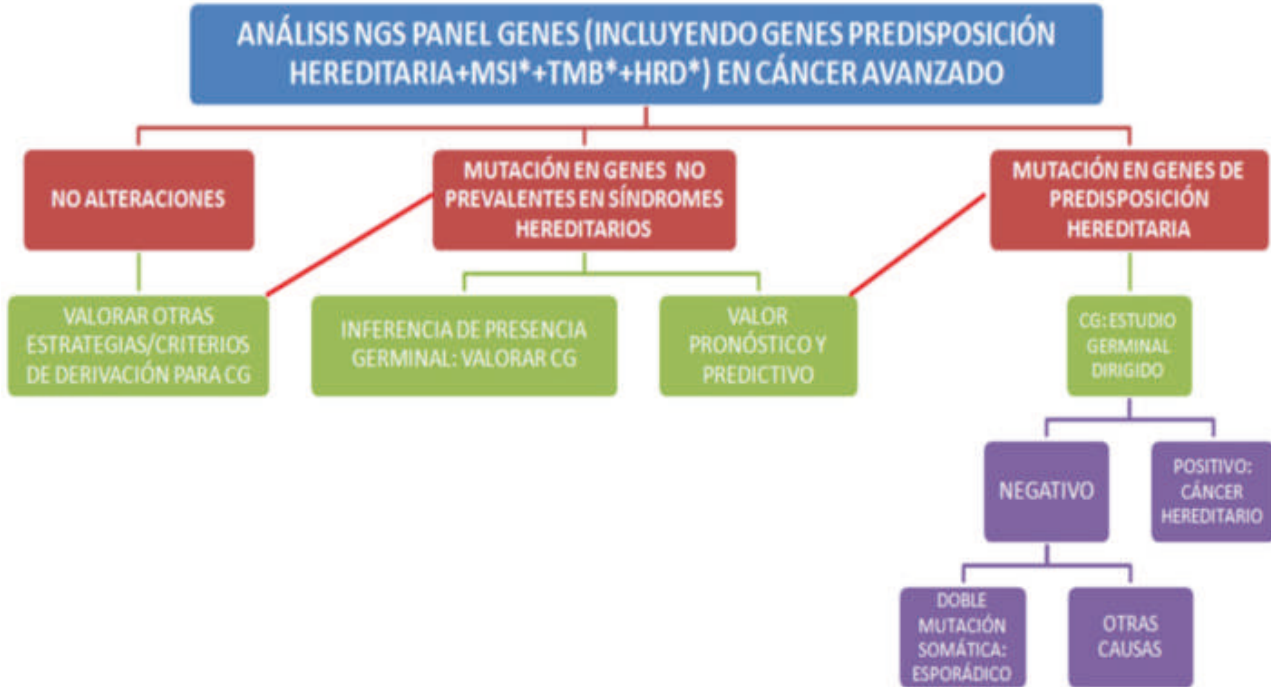 ANÁLISIS NGS PANEL GENES (INCLUYENDO GENES PREDISPOSICIÓN
HEREDITARIA+MSI*+TMB*+HRD*) EN CÁNCER AVANZADO
NO ALTERACIONES
MUTACIÓN EN GENES NO
PREVALENTES EN SÍNDROMES
HEREDITARIOS
MUTACIÓN EN GENES DE
PREDISPOSICIÓN
HEREDITARIA
VALORAR OTRAS
ESTRATEGIAS/CRITERIOS
DE DERIVACIÓN PARA CG
INFERENCIA DE PRESENCIA
GERMINAL: VALORAR CG
VALOR
PRONÓSTICO Y
PREDICTIVO
CG: ESTUDIO
GERMINAL
DIRIGIDO
NEGATIVO
POSITIVO:
CÁNCER
HEREDITARIO
DOBLE
MUTACIÓN
SOMÁTICA:
ESPORÁDICO
OTRAS
CAUSAS